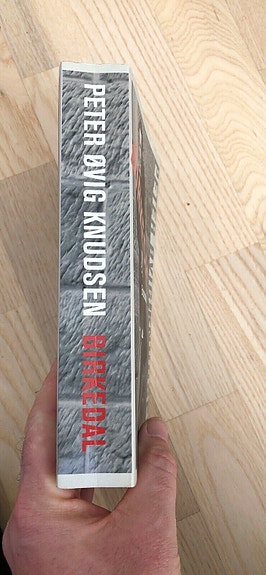 PETER ØVIG KNUDSEN BIRKEDAL